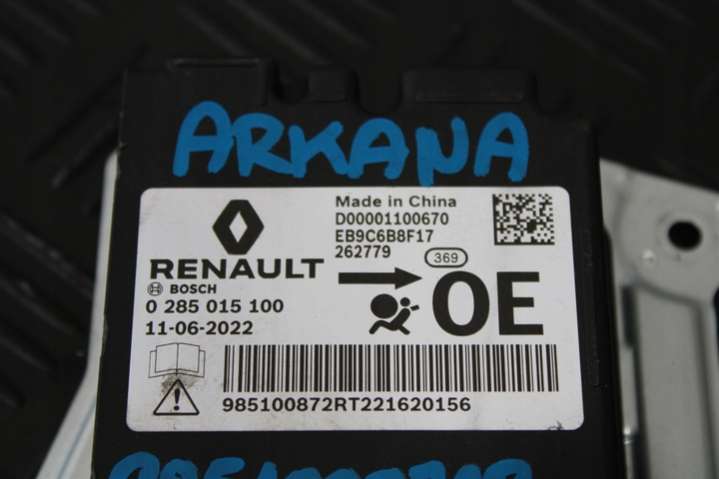 ARKANA
Made in China
D00001100670
EB9C6B8F17
262779
369
RENAULT
BOSCH
0 285 015 100
11-06-2022
OE
985100872RT221620156